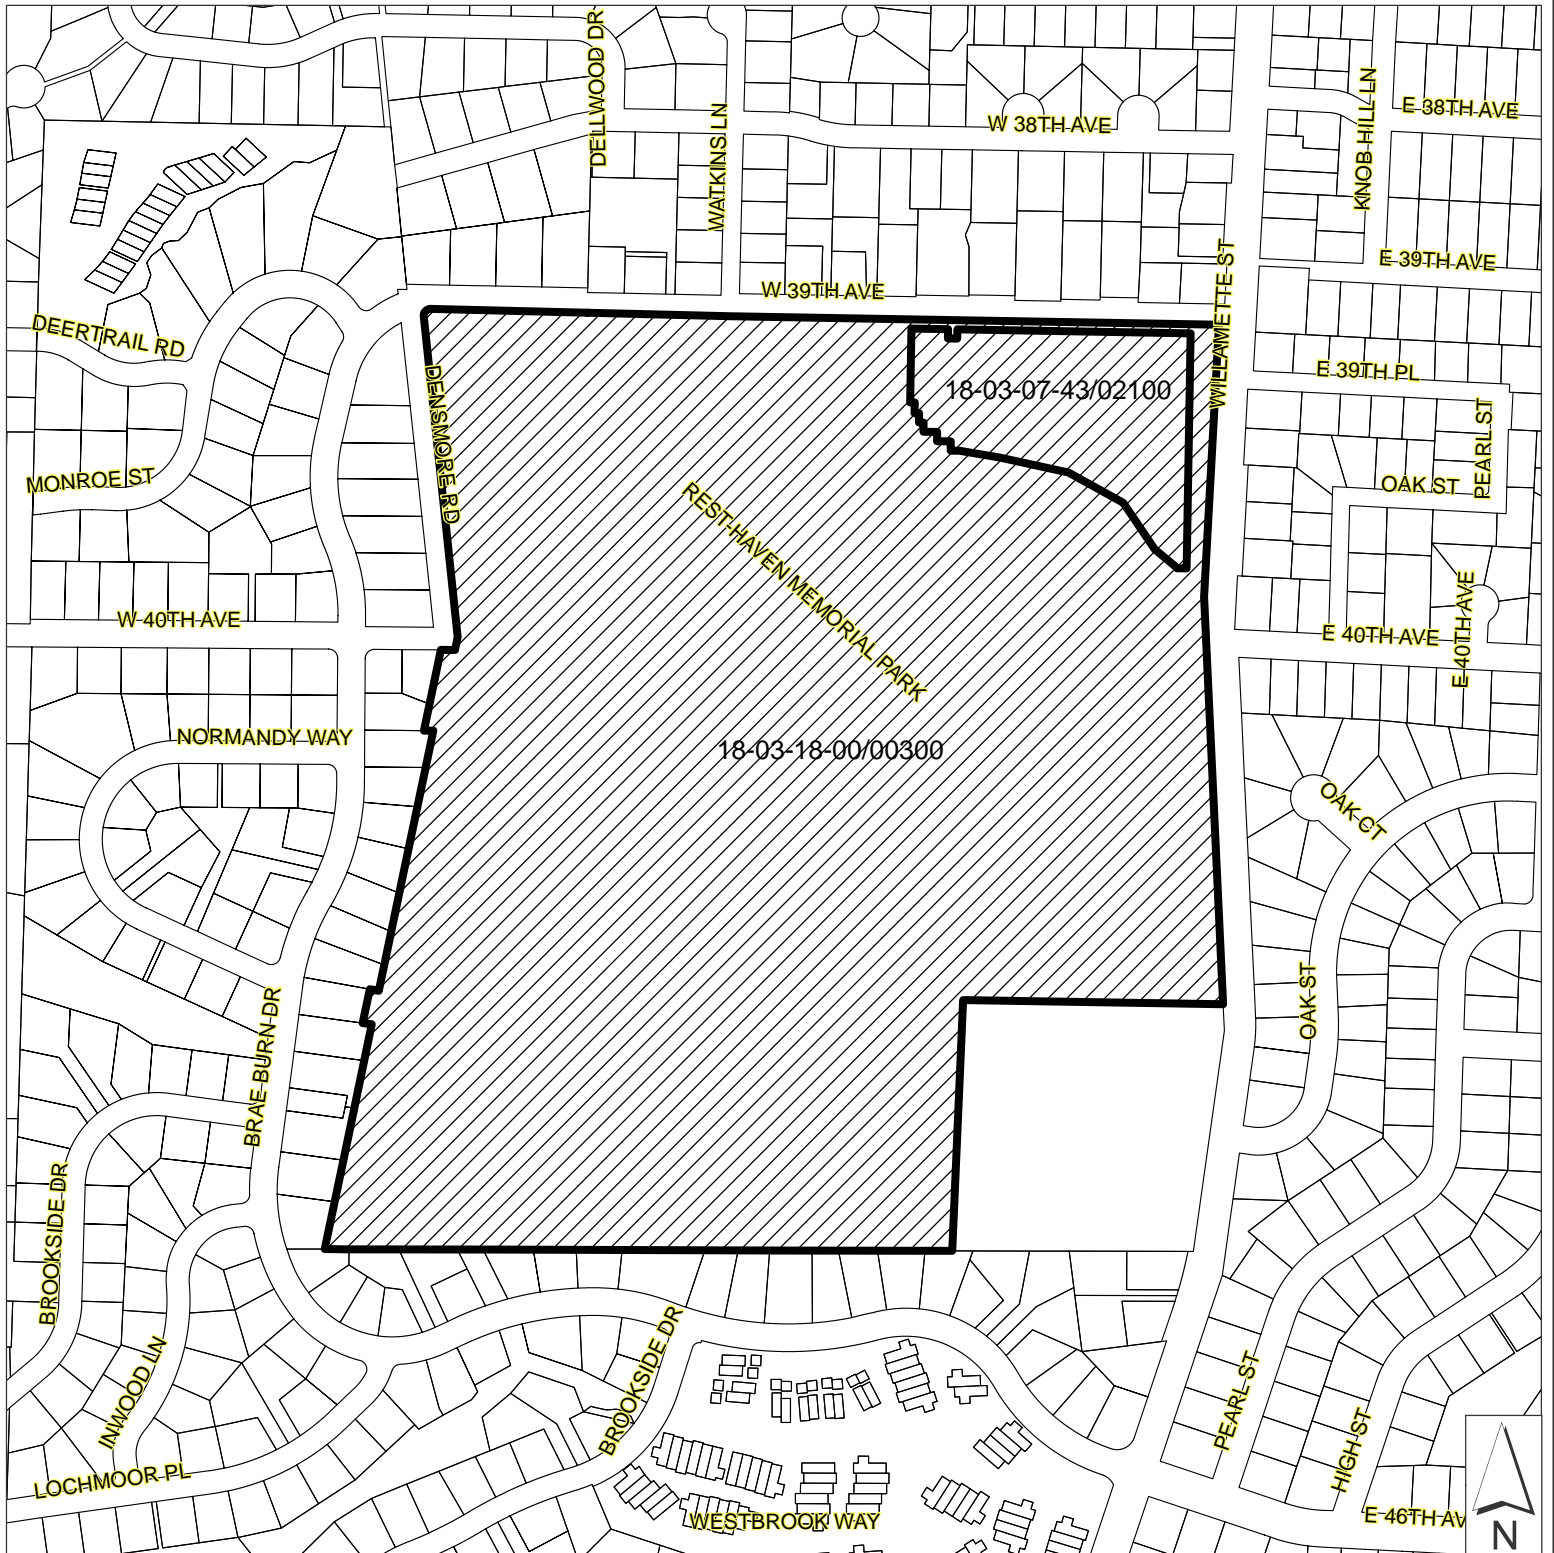 DELLWOOD DR
WATKINS LN
W 38TH AVE
KNOB HILL LN
E 38TH AVE
E 39TH AVE
WILLAMETTE ST
W 39TH AVE
DEERTRAIL RD
DENSMORE RD
18-03-07-43/02100
E 39TH PL
PEARL ST
OAK ST
MONROE ST
REST-HAVEN MEMORIAL PARK
W 40TH AVE
E 40TH AVE
E 40TH AVE
NORMANDY WAY
18-03-18-00/00300
OAK CT
OAK ST
BRAE BURN DR
BROOKSIDE DR
INWOOD LN
BROOKSIDE DR
PEARL ST
HIGH ST
LOCHMOOR PL
WESTBROOK WAY
E 46TH AV
N